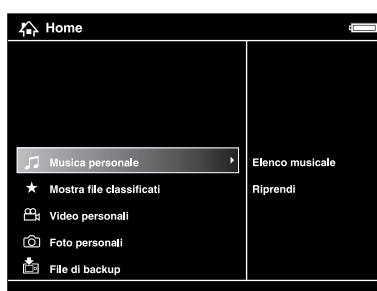 Home
Musica personale
Elenco musicale
Mostra file classificati
Riprendi
Video personali
Foto personali
File di backup